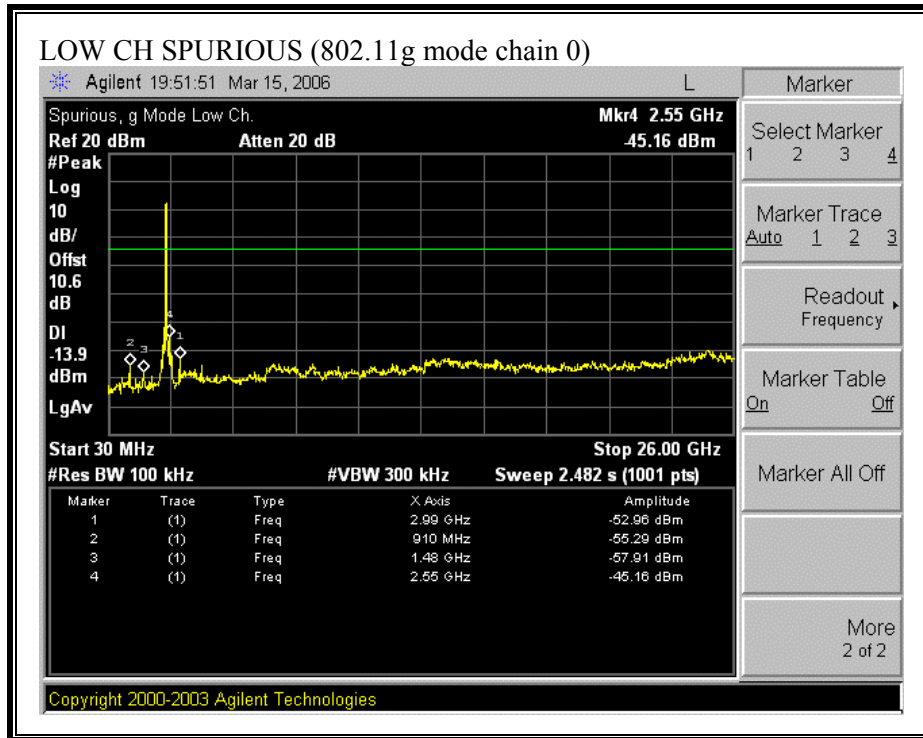 LOW CH SPURIOUS (802.11g mode chain 0)
Agilent 19:51:51 Mar 15, 2006 L
Spurious, g Mode Low Ch. Mkr4 2.55 GHz
Ref 20 dBm Atten 20 dB -45.16 dBm
#Peak
Log
10
dB/
Offst
10.6
dB
DI
-13.9
dBm
LgAv
4
2
3
1
Start 30 MHz Stop 26.00 GHz
#Res BW 100 kHz #VBW 300 kHz Sweep 2.482 s (1001 pts)
Marker Trace Type X Axis Amplitude
1 (1) Freq 2.99 GHz -52.96 dBm
2 (1) Freq 910 MHz -55.29 dBm
3 (1) Freq 1.48 GHz -57.91 dBm
4 (1) Freq 2.55 GHz -45.16 dBm
Copyright 2000-2003 Agilent Technologies
Marker
Select Marker
1 2 3 4
Marker Trace
Auto 1 2 3
Readout
Frequency
Marker Table
On Off
Marker All Off
More
2 of 2